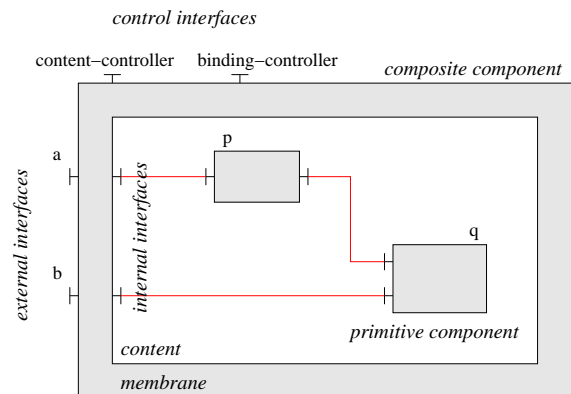 control interfaces
content−controller
binding−controller
composite component
a
p
external interfaces
internal interfaces
q
b
primitive component
content
membrane